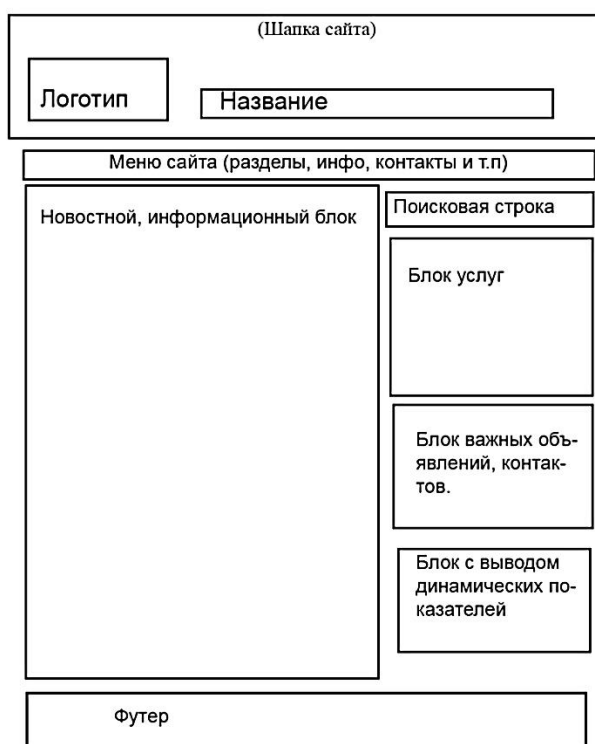 (Шапка сайта)
Логотип
Название
Меню сайта (разделы, инфо, контакты и т.п)
Новостной, информационный блок
Поисковая строка
Блок услуг
Блок важных объ-
явлений, контак-
тов.
Блок с выводом
динамических по-
казателей
Футер